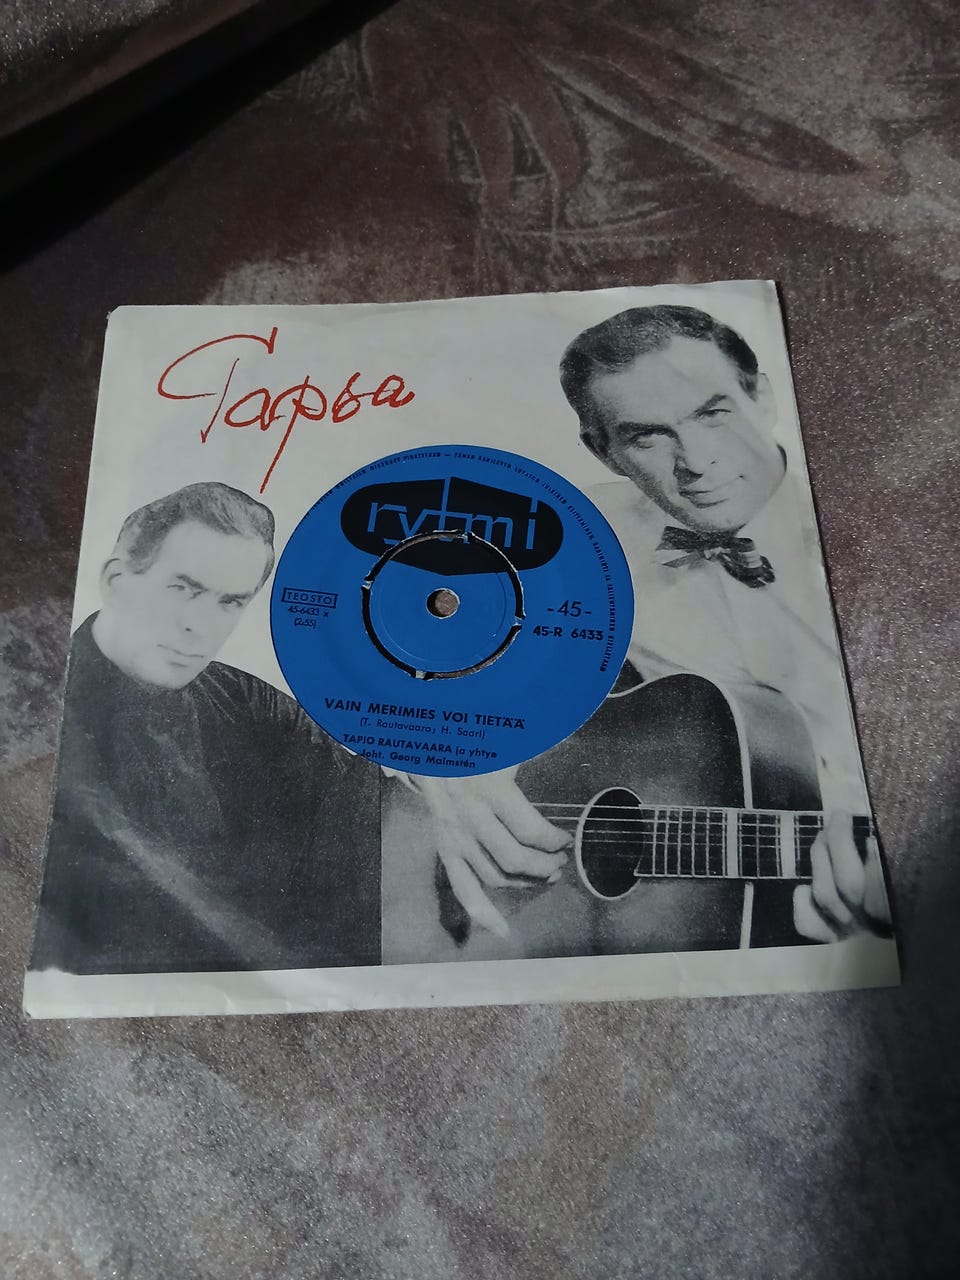 Tapsa
rytmi
TEOSTO
45-6433 x
(2.55)
-45-
45-R 6433
VAIN MERIMIES VOI TIETÄÄ
(T. Rautavaara; H. Saari)
TAPIO RAUTAVAARA ja yhtye
Joht. Georg Malmstén